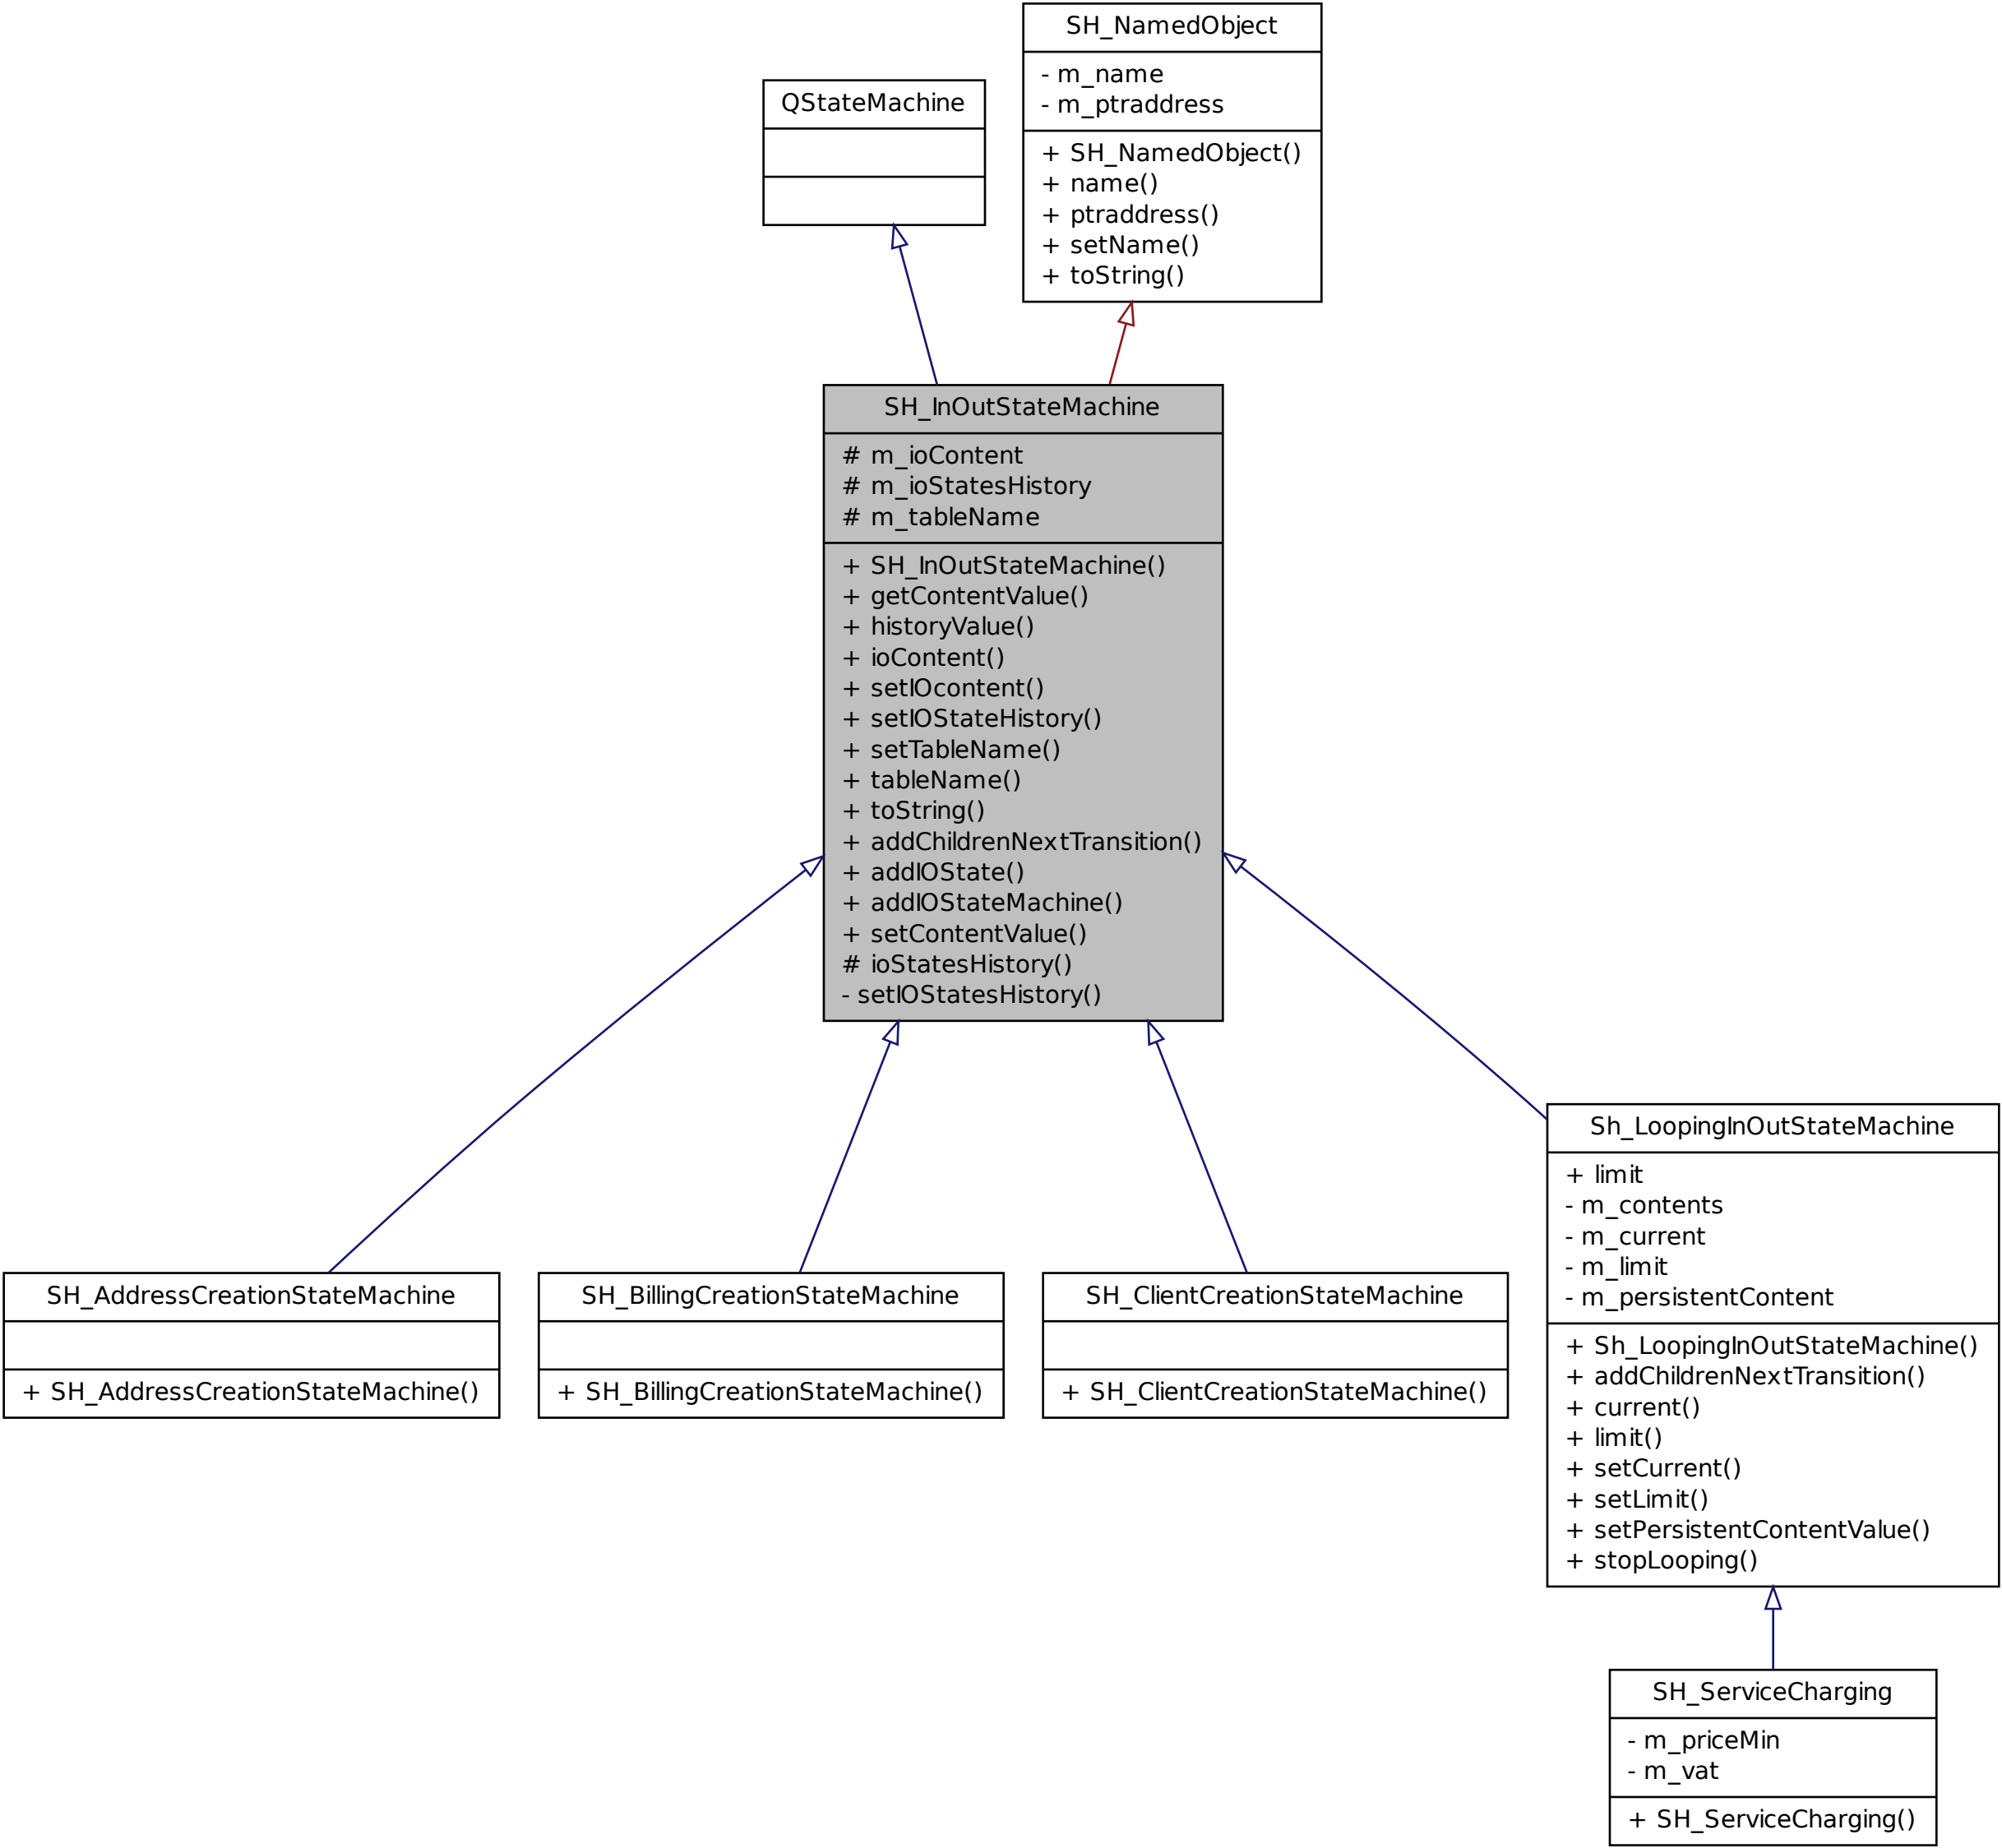 SH_NamedObject
- m_name
- m_ptraddress
+ SH_NamedObject()
+ name()
+ ptraddress()
+ setName()
+ toString()
QStateMachine
SH_InOutStateMachine
# m_ioContent
# m_ioStatesHistory
# m_tableName
+ SH_InOutStateMachine()
+ getContentValue()
+ historyValue()
+ ioContent()
+ setIOcontent()
+ setIOStateHistory()
+ setTableName()
+ tableName()
+ toString()
+ addChildrenNextTransition()
+ addIOState()
+ addIOStateMachine()
+ setContentValue()
# ioStatesHistory()
- setIOStatesHistory()
SH_AddressCreationStateMachine
+ SH_AddressCreationStateMachine()
SH_BillingCreationStateMachine
+ SH_BillingCreationStateMachine()
SH_ClientCreationStateMachine
+ SH_ClientCreationStateMachine()
Sh_LoopingInOutStateMachine
+ limit
- m_contents
- m_current
- m_limit
- m_persistentContent
+ Sh_LoopingInOutStateMachine()
+ addChildrenNextTransition()
+ current()
+ limit()
+ setCurrent()
+ setLimit()
+ setPersistentContentValue()
+ stopLooping()
SH_ServiceCharging
- m_priceMin
- m_vat
+ SH_ServiceCharging()